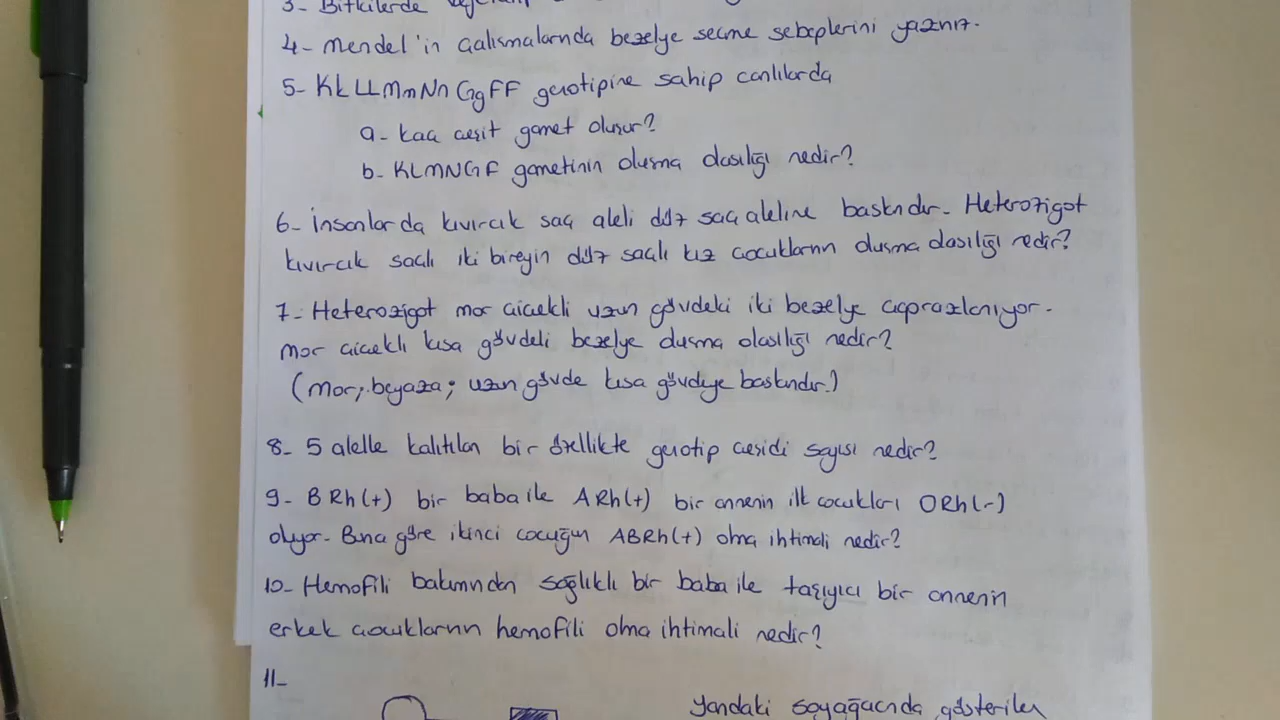 3- Bitkilerde
4- Mendel'in çalışmalarında bezelye seçme sebeplerini yazınız.
5- KkLLMmNnGgFF genotipine sahip canlılarda
a- kaç çeşit gamet oluşur?
b- KLMNGF gametinin oluşma olasılığı nedir?
6- İnsanlarda kıvırcık saç aleli düz saç aleline baskındır. Heterozigot
kıvırcık saçlı iki bireyin düz saçlı kız çocuklarının oluşma olasılığı nedir?
7- Heterozigot mor çiçekli uzun gövdeki iki bezelye çaprazlanıyor.
mor çiçekli kısa gövdeli bezelye oluşma olasılığı nedir?
(mor; beyaza; uzun gövde kısa gövdeye baskındır.)
8- 5 alelle kalıtılan bir özellikte genotip çeşidi sayısı nedir?
9- BRh(+) bir baba ile ARh(+) bir annenin ilk çocukları ORh(-)
oluyor. Buna göre ikinci çocuğun ABRh(+) olma ihtimali nedir?
10- Hemofili bakımından sağlıklı bir baba ile taşıyıcı bir annenin
erkek çocuklarının hemofili olma ihtimali nedir?
11-
Yandaki soyağacında gösterilen